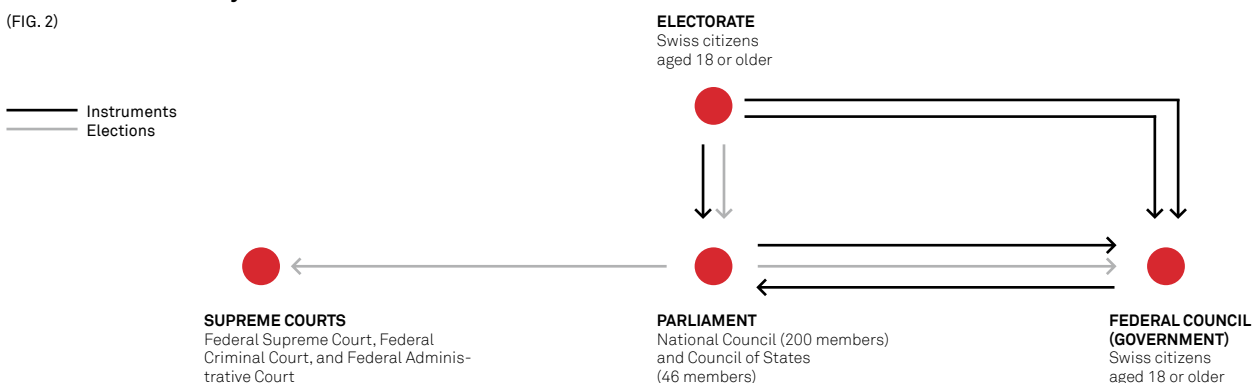 (FIG. 2)
ELECTORATE
Swiss citizens
aged 18 or older
Instruments
Elections
SUPREME COURTS
Federal Supreme Court, Federal
Criminal Court, and Federal Adminis-
trative Court
PARLIAMENT
National Council (200 members)
and Council of States
(46 members)
FEDERAL COUNCIL
(GOVERNMENT)
Swiss citizens
aged 18 or older